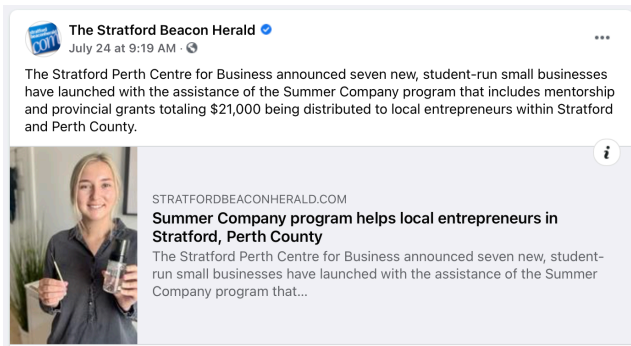 The Stratford Beacon Herald
July 24 at 9:19 AM ·
The Stratford Perth Centre for Business announced seven new, student-run small businesses
have launched with the assistance of the Summer Company program that includes mentorship
and provincial grants totaling $21,000 being distributed to local entrepreneurs within Stratford
and Perth County.
i
STRATFORDBEACONHERALD.COM
Summer Company program helps local entrepreneurs in
Stratford, Perth County
The Stratford Perth Centre for Business announced seven new, student-
run small businesses have launched with the assistance of the Summer
Company program that...